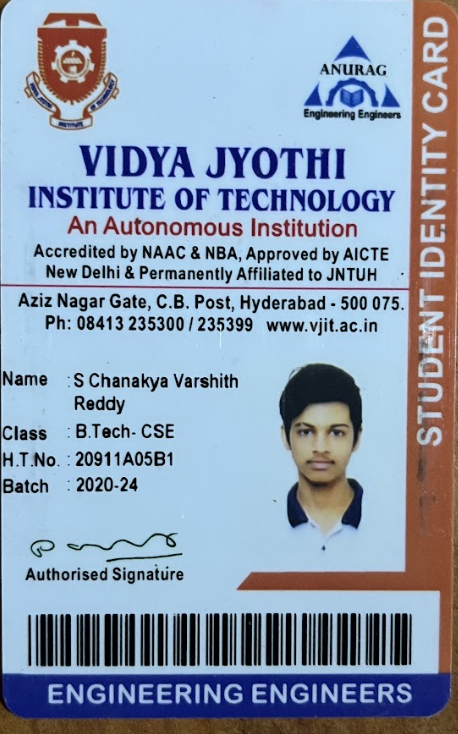 ANURAG
Engineering Engineers
VIDYA JYOTHI
INSTITUTE OF TECHNOLOGY
An Autonomous Institution
Accredited by NAAC & NBA, Approved by AICTE
New Delhi & Permanently Affiliated to JNTUH
Aziz Nagar Gate, C.B. Post, Hyderabad - 500 075.
Ph: 08413 235300 / 235399 www.vjit.ac.in
Name : S Chanakya Varshith
Reddy
Class : B.Tech- CSE
H.T.No. : 20911A05B1
Batch : 2020-24
Authorised Signature
STUDENT IDENTITY CARD
ENGINEERING ENGINEERS